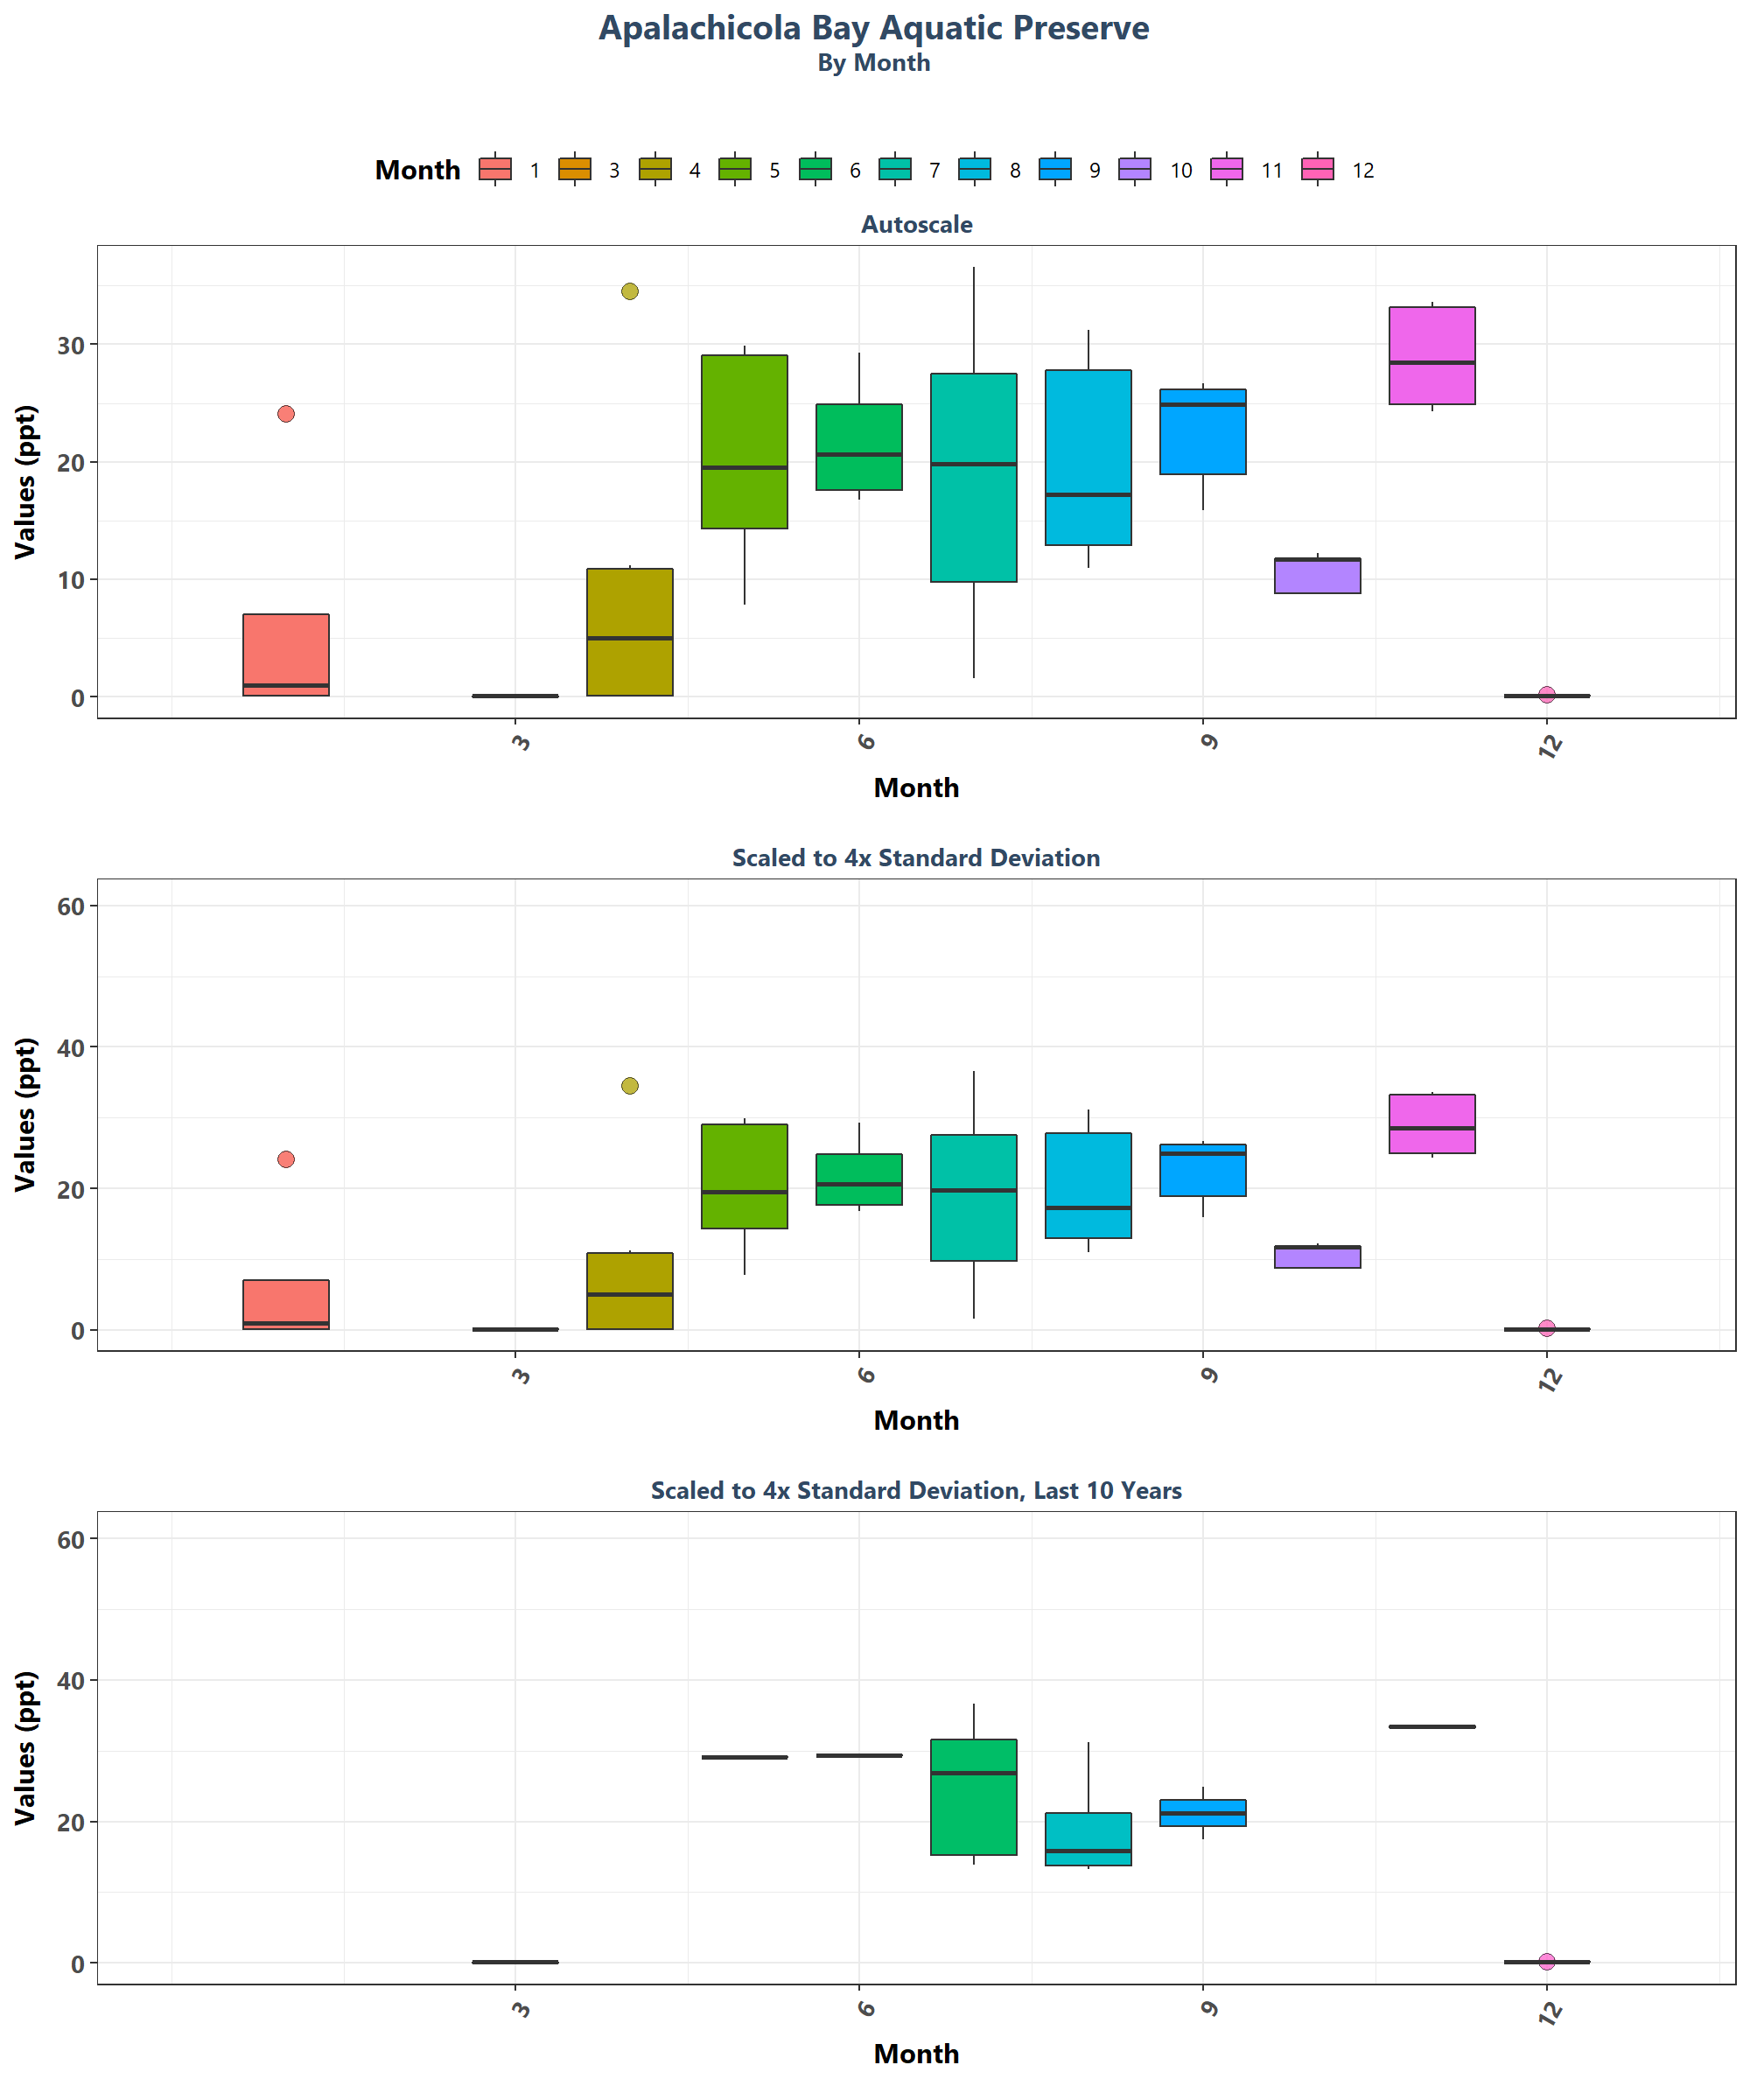 Apalachicola Bay Aquatic Preserve
By Month
Month 1 3 4 5 6 7 8 9 10 11 12
Autoscale
Values (ppt)
30
20
10
0
3 6 9 12
Month
Scaled to 4x Standard Deviation
Values (ppt)
60
40
20
0
3 6 9 12
Month
Scaled to 4x Standard Deviation, Last 10 Years
Values (ppt)
60
40
20
0
3 6 9 12
Month